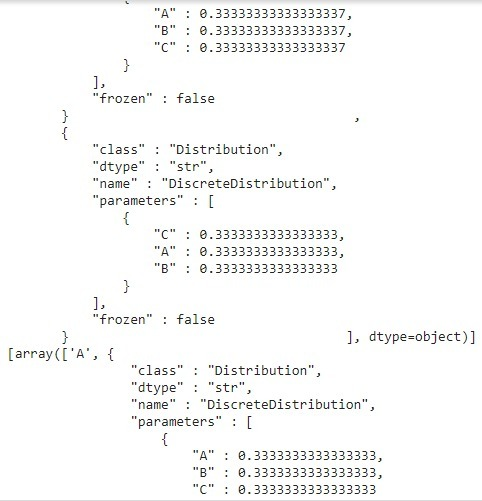 {
"A" : 0.33333333333333337,
"B" : 0.33333333333333337,
"C" : 0.33333333333333337
}
],
"frozen" : false
} ,
{
"class" : "Distribution",
"dtype" : "str",
"name" : "DiscreteDistribution",
"parameters" : [
{
"C" : 0.3333333333333333,
"A" : 0.3333333333333333,
"B" : 0.3333333333333333
}
],
"frozen" : false
} ], dtype=object)]
[array(['A', {
"class" : "Distribution",
"dtype" : "str",
"name" : "DiscreteDistribution",
"parameters" : [
{
"A" : 0.3333333333333333,
"B" : 0.3333333333333333,
"C" : 0.3333333333333333